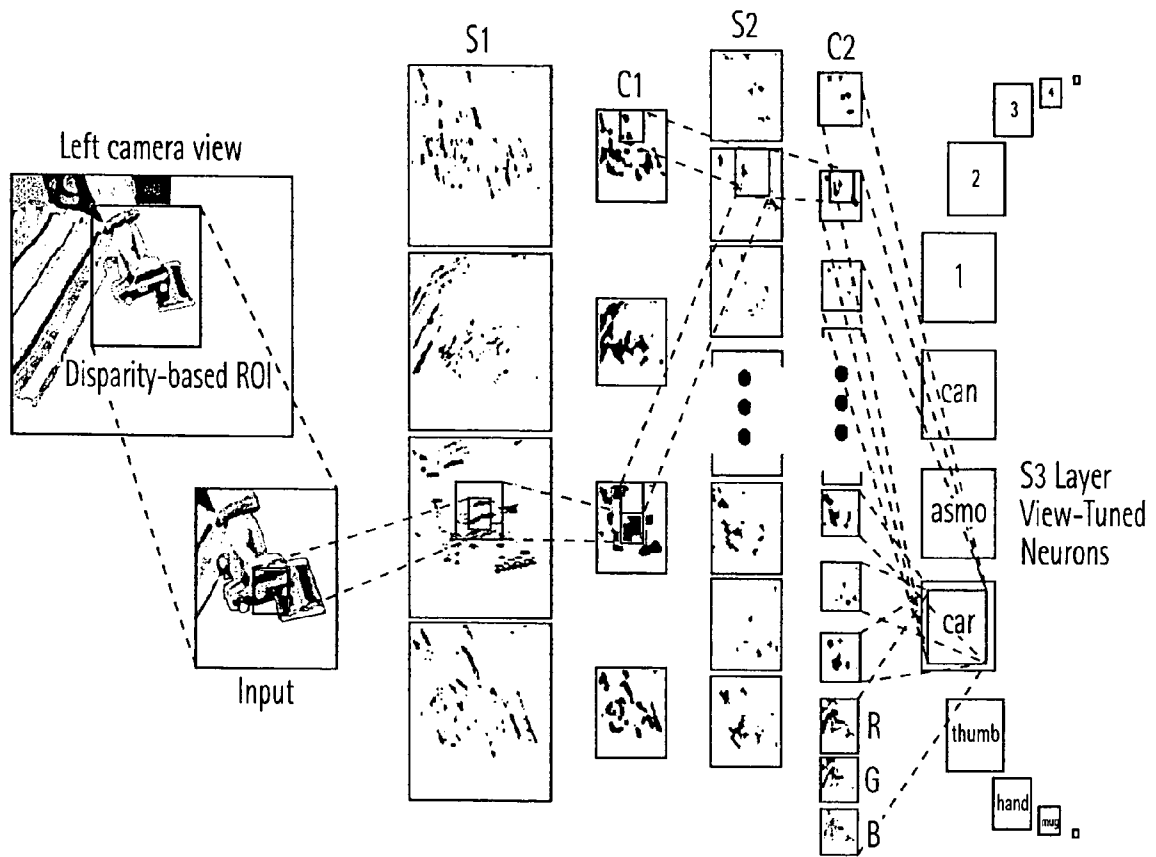 S1
C1
S2
C2
Left camera view
Disparity-based ROI
Input
4
3
2
1
can
asmo
S3 Layer
View-Tuned
Neurons
car
thumb
hand
mug
R
G
B